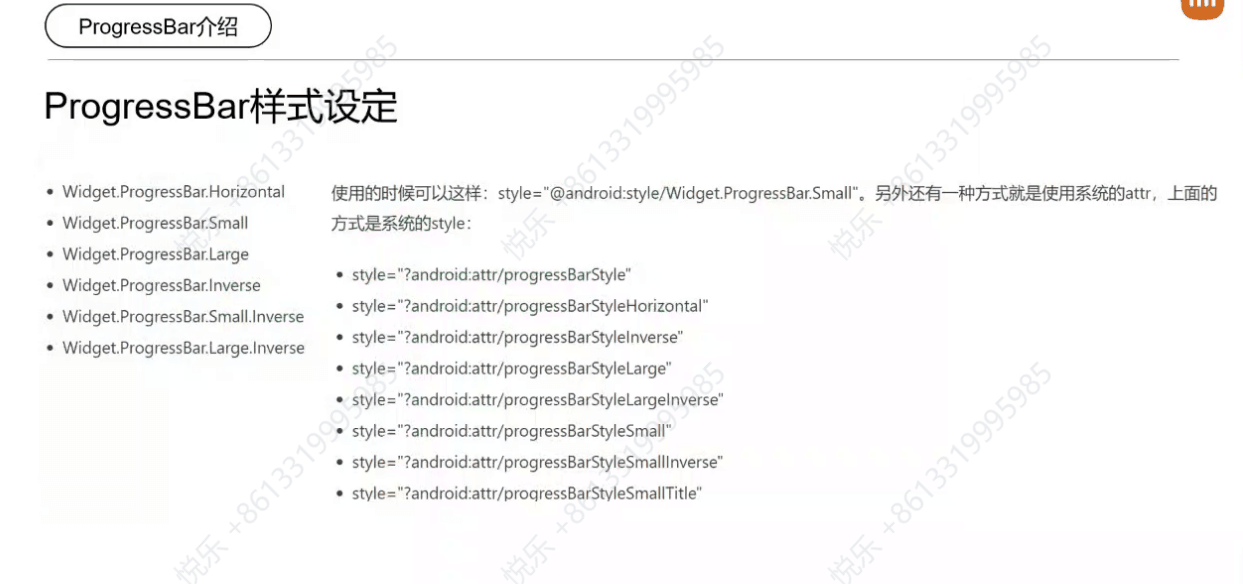 ProgressBar介绍
ProgressBar样式设定
Widget.ProgressBar.Horizontal
Widget.ProgressBar.Small
Widget.ProgressBar.Large
Widget.ProgressBar.Inverse
Widget.ProgressBar.Small.Inverse
Widget.ProgressBar.Large.Inverse
使用的时候可以这样：style="@android:style/Widget.ProgressBar.Small"。另外还有一种方式就是使用系统的attr，上面的
方式是系统的style：
style="?android:attr/progressBarStyle"
style="?android:attr/progressBarStyleHorizontal"
style="?android:attr/progressBarStyleInverse"
style="?android:attr/progressBarStyleLarge"
style="?android:attr/progressBarStyleLargeInverse"
style="?android:attr/progressBarStyleSmall"
style="?android:attr/progressBarStyleSmallInverse"
style="?android:attr/progressBarStyleSmallTitle"
悦乐 +8613319995985
悦乐 +8613319995985
悦乐 +8613319995985
悦乐 +8613319995985
悦乐 +8613319995985
悦乐 +8613319995985